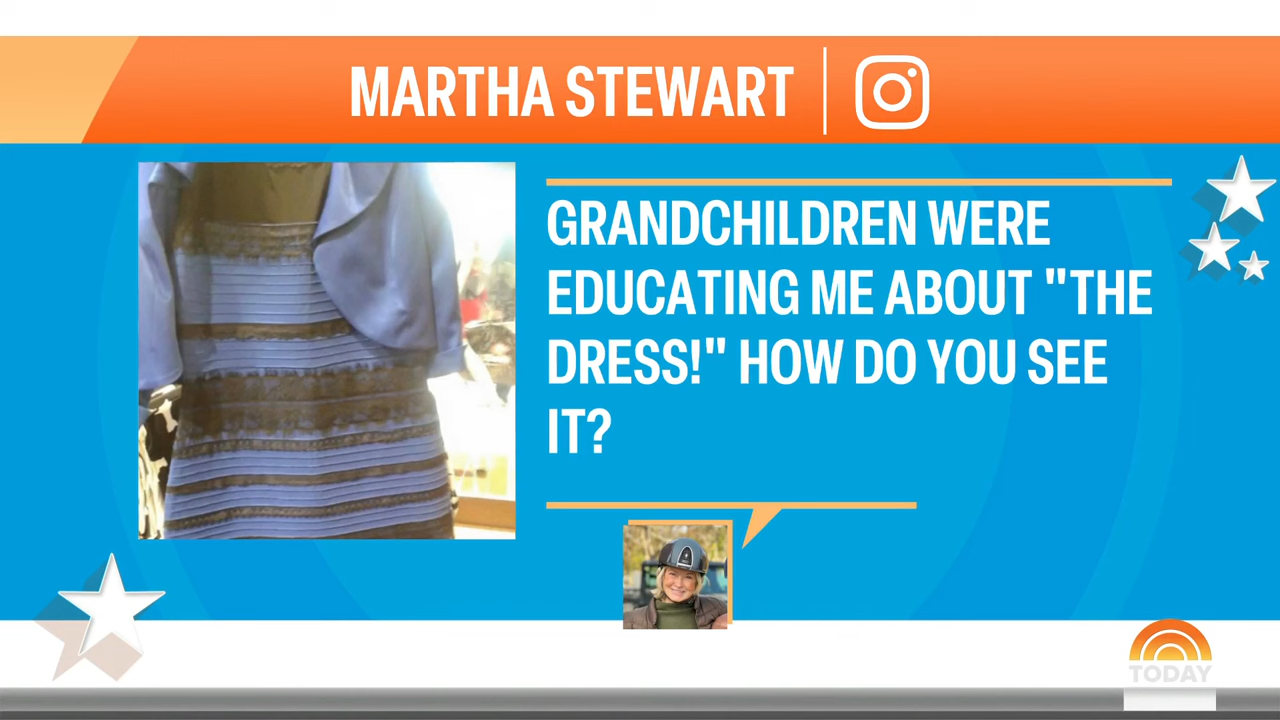 MARTHA STEWART
GRANDCHILDREN WERE
EDUCATING ME ABOUT "THE
DRESS!" HOW DO YOU SEE
IT?
TODAY